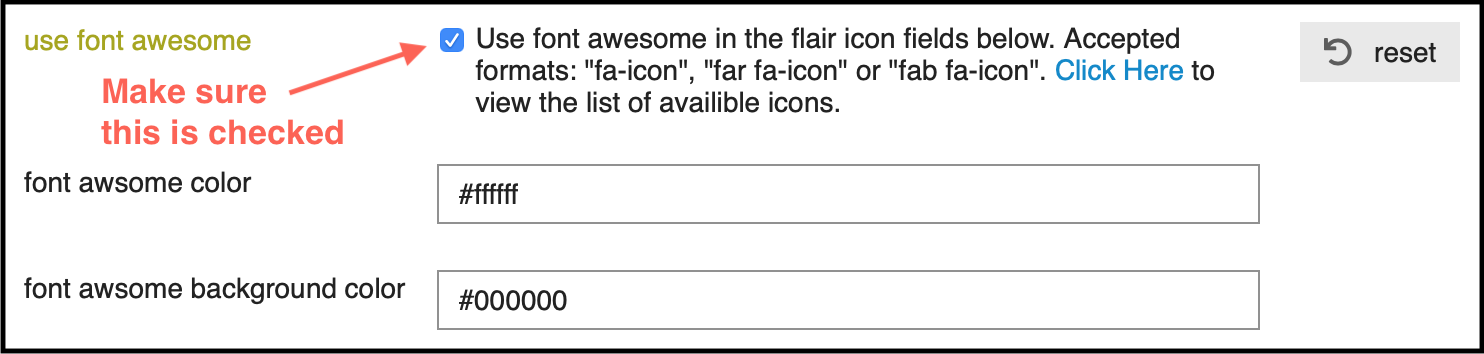 use font awesome
Use font awesome in the flair icon fields below. Accepted
formats: "fa-icon", "far fa-icon" or "fab fa-icon". Click Here to
view the list of availible icons.
reset
Make sure
this is checked
font awsome color
#ffffff
font awsome background color
#000000